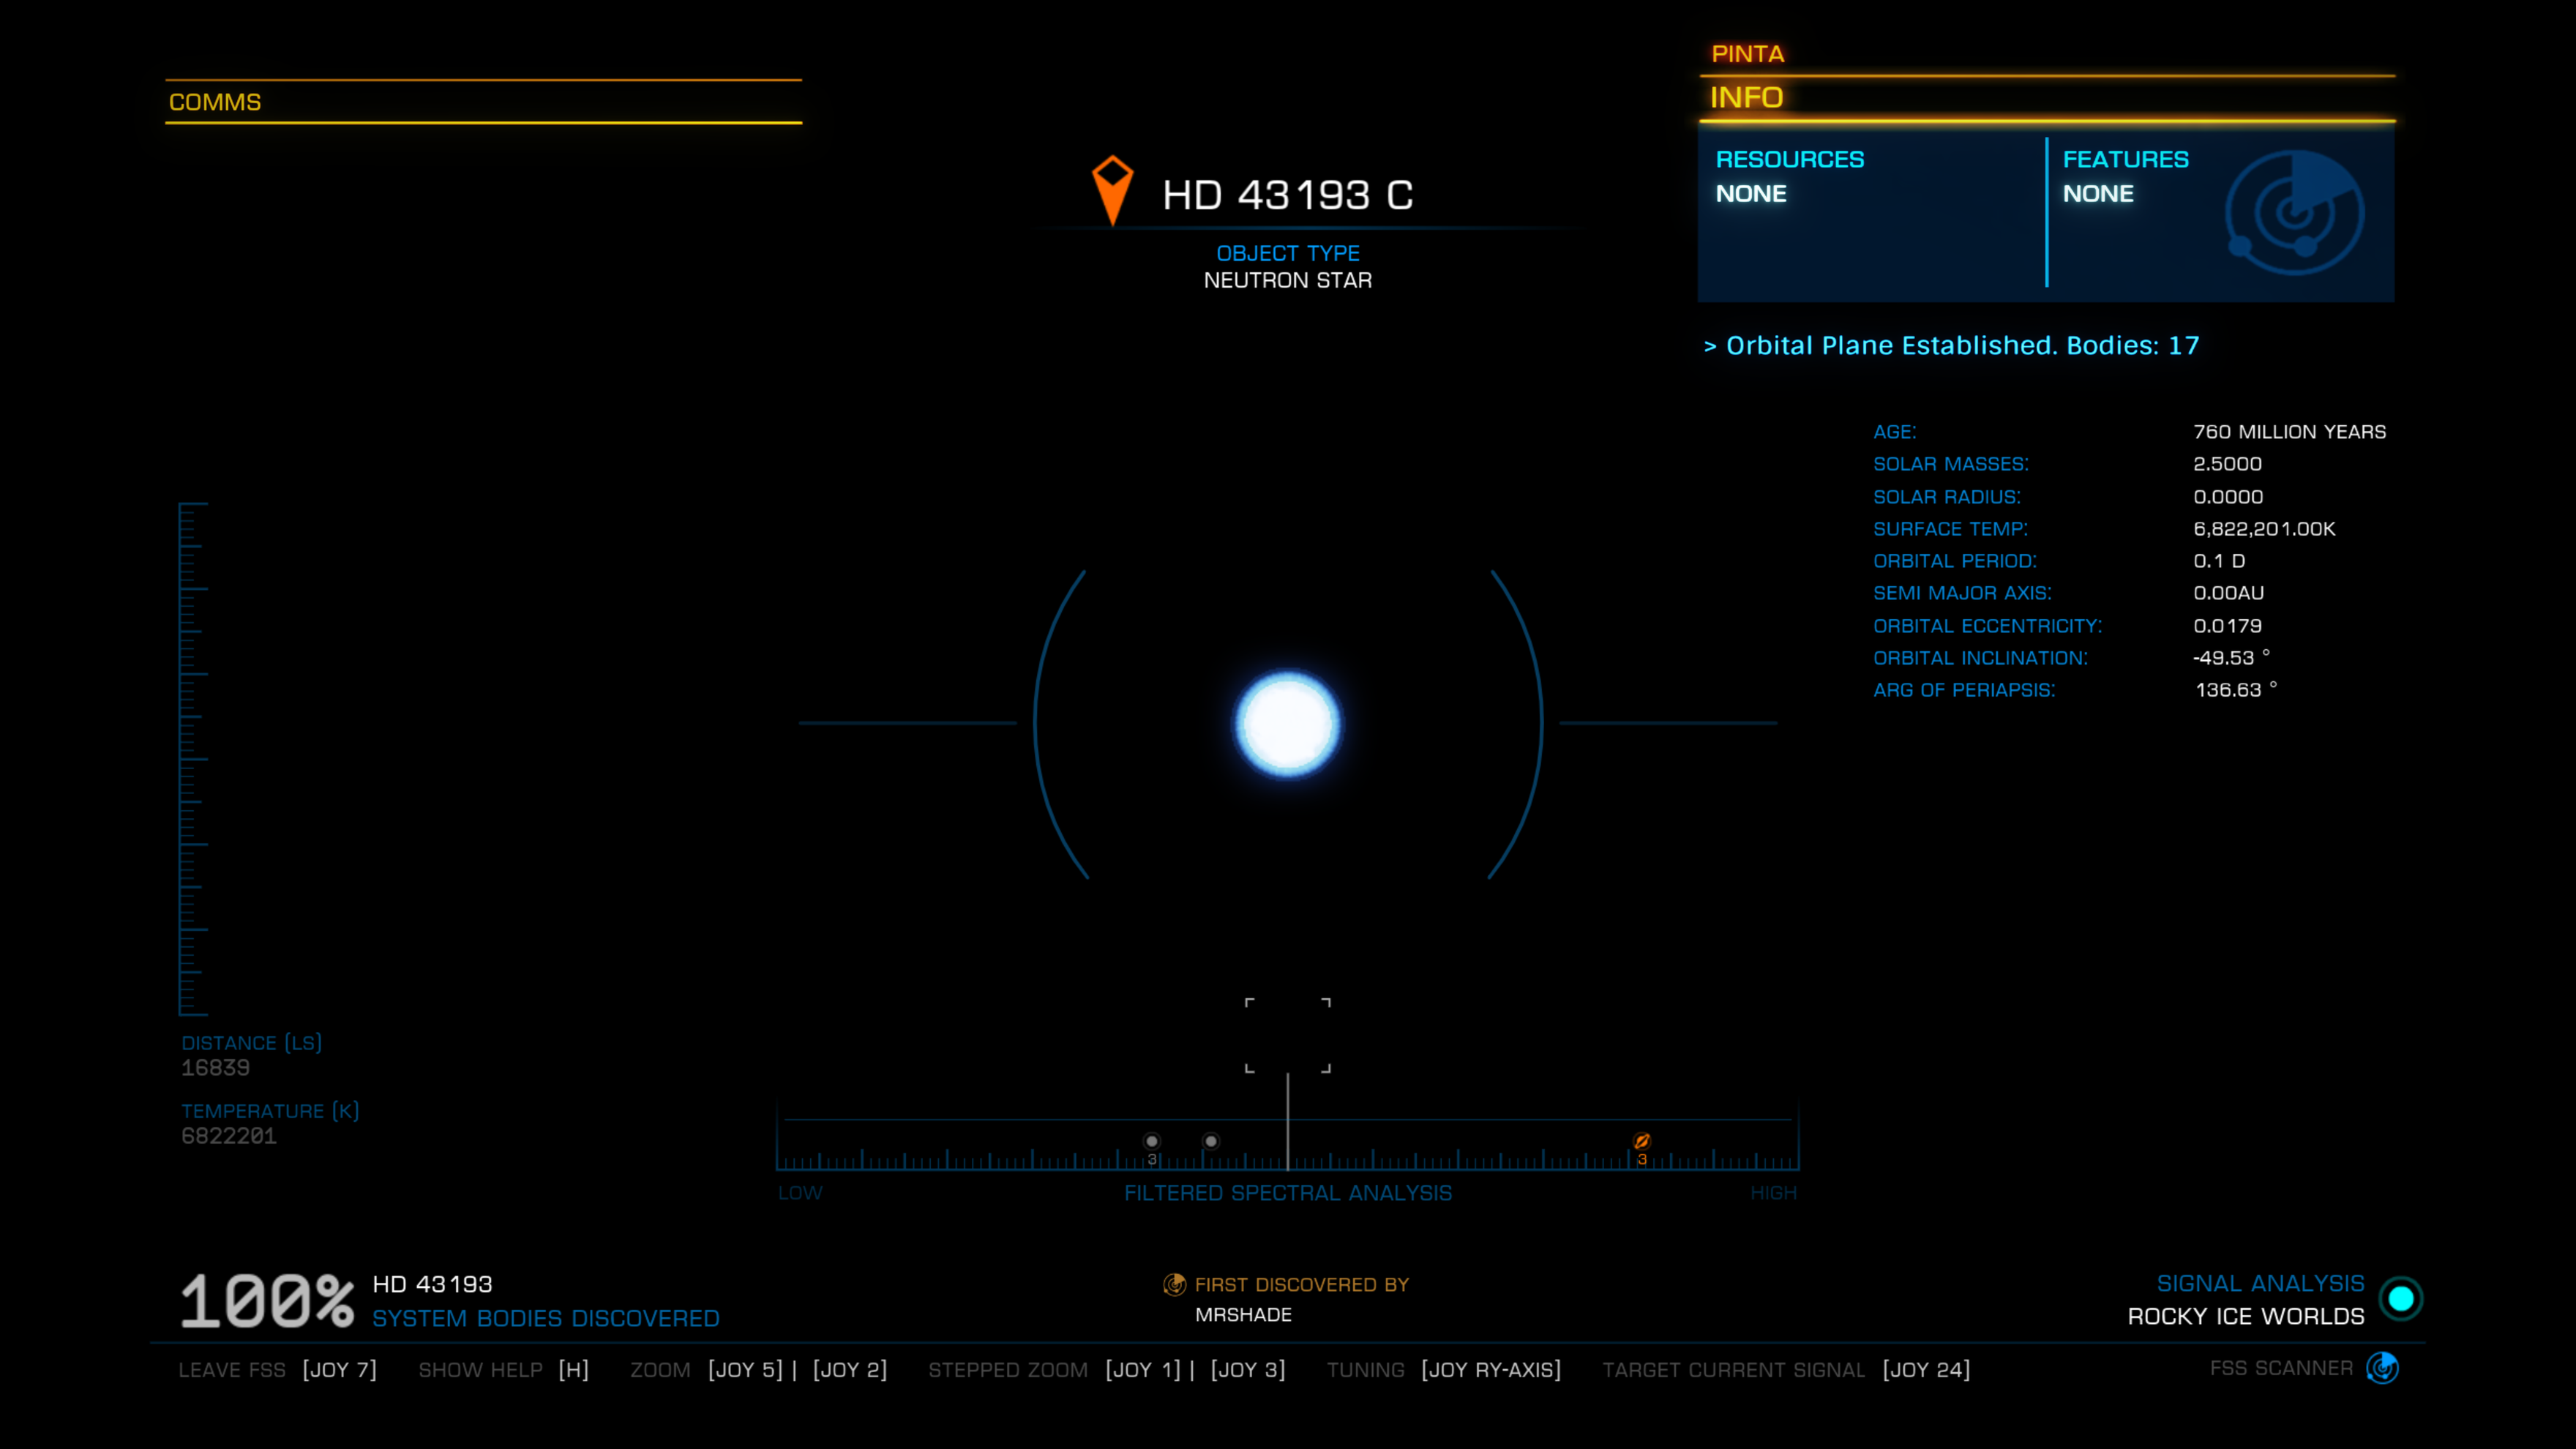 PINTA
COMMS
INFO
HD 43193 C
OBJECT TYPE
NEUTRON STAR
RESOURCES
NONE
FEATURES
NONE
> Orbital Plane Established. Bodies: 17
AGE: 760 MILLION YEARS
SOLAR MASSES: 2.5000
SOLAR RADIUS: 0.0000
SURFACE TEMP: 6,822,201.00K
ORBITAL PERIOD: 0.1 D
SEMI MAJOR AXIS: 0.00AU
ORBITAL ECCENTRICITY: 0.0179
ORBITAL INCLINATION: -49.53 °
ARG OF PERIAPSIS: 136.63 °
DISTANCE (LS)
16839
TEMPERATURE (K)
6822201
3 3
LOW FILTERED SPECTRAL ANALYSIS HIGH
100% HD 43193
SYSTEM BODIES DISCOVERED
FIRST DISCOVERED BY
MRSHADE
SIGNAL ANALYSIS
ROCKY ICE WORLDS
LEAVE FSS [JOY 7] SHOW HELP [H] ZOOM [JOY 5] | [JOY 2] STEPPED ZOOM [JOY 1] | [JOY 3] TUNING [JOY RY-AXIS] TARGET CURRENT SIGNAL [JOY 24] FSS SCANNER